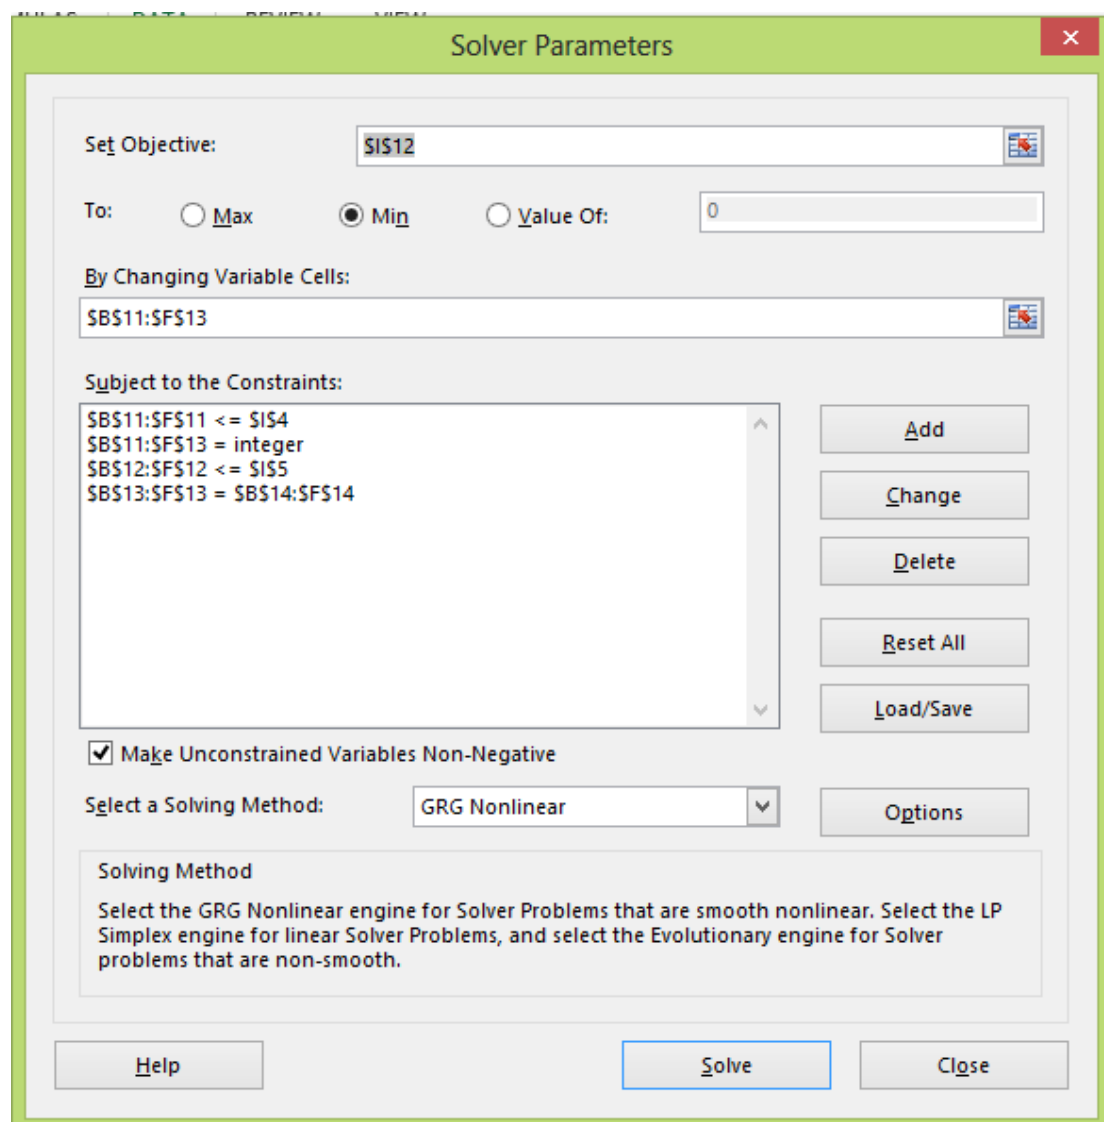 DATA REVIEW VIEW
Solver Parameters
Set Objective: $I$12
To: Max Min Value Of: 0
By Changing Variable Cells:
$B$11:$F$13
Subject to the Constraints:
$B$11:$F$11 <= $I$4
$B$11:$F$13 = integer
$B$12:$F$12 <= $I$5
$B$13:$F$13 = $B$14:$F$14
Add
Change
Delete
Reset All
Load/Save
Make Unconstrained Variables Non-Negative
Select a Solving Method: GRG Nonlinear Options
Solving Method
Select the GRG Nonlinear engine for Solver Problems that are smooth nonlinear. Select the LP
Simplex engine for linear Solver Problems, and select the Evolutionary engine for Solver
problems that are non-smooth.
Help Solve Close